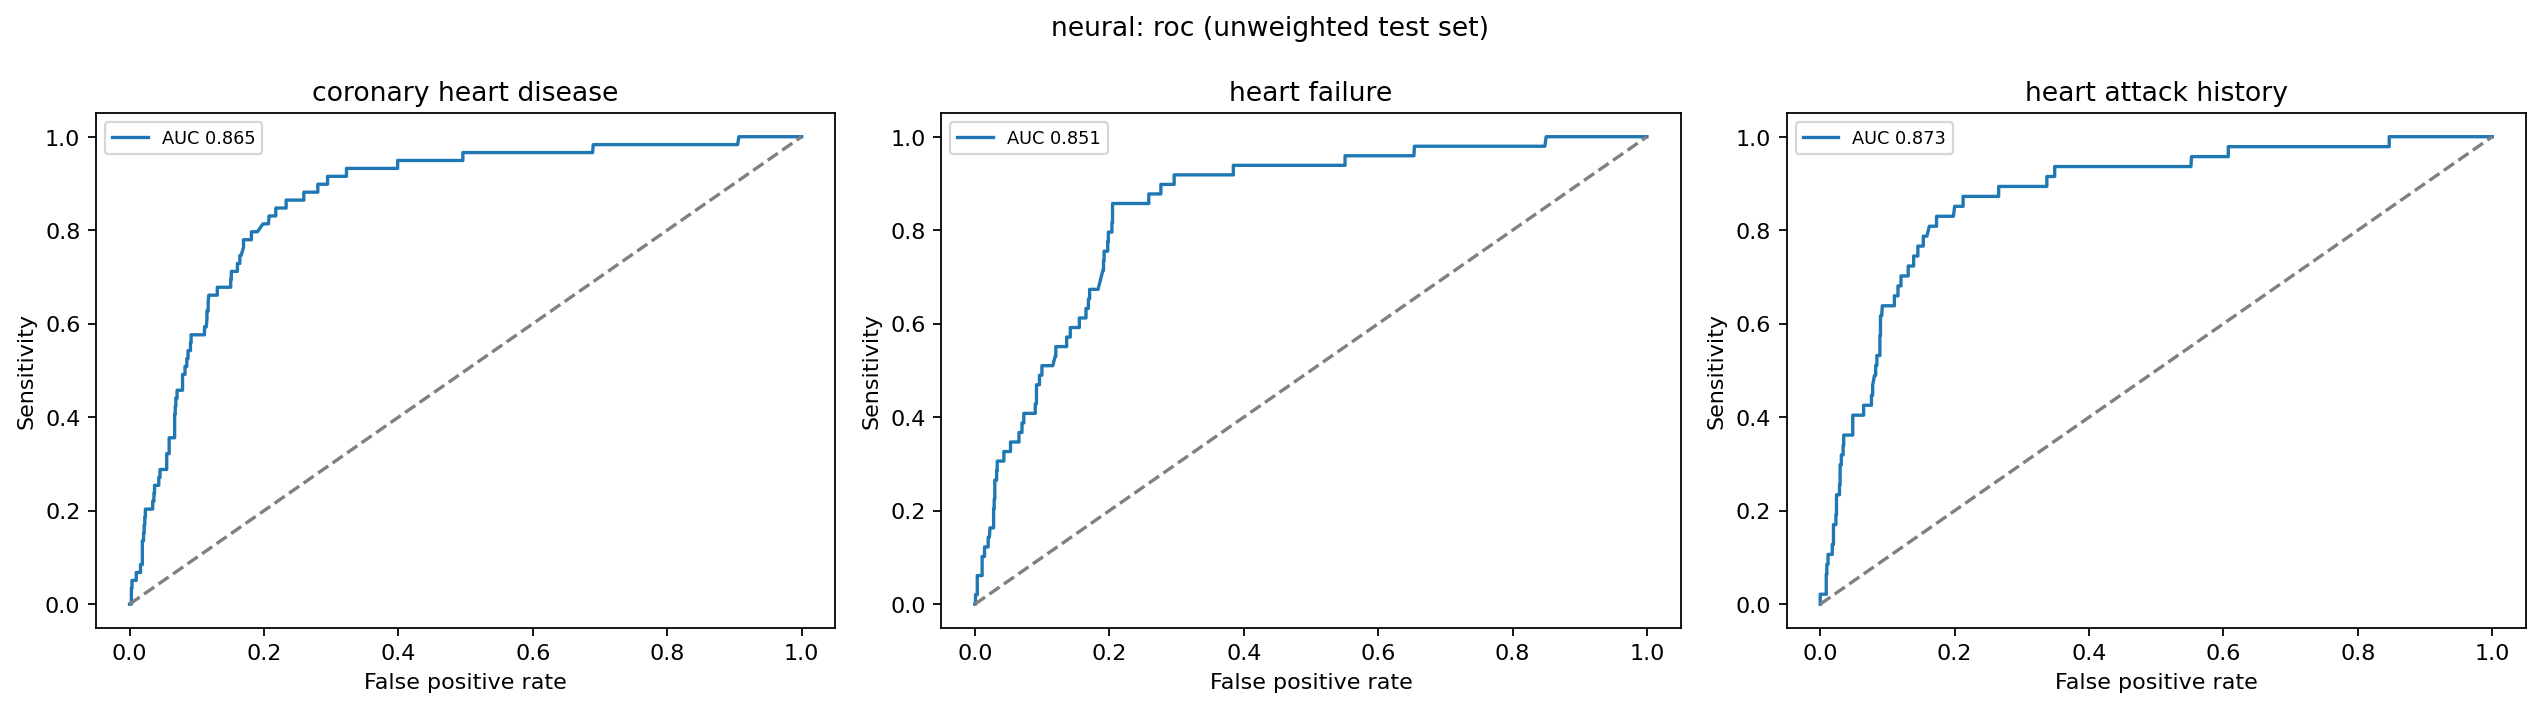 neural: roc (unweighted test set)
coronary heart disease
AUC 0.865
1.0
0.8
0.6
0.4
0.2
0.0
Sensitivity
0.0 0.2 0.4 0.6 0.8 1.0
False positive rate
heart failure
AUC 0.851
1.0
0.8
0.6
0.4
0.2
0.0
Sensitivity
0.0 0.2 0.4 0.6 0.8 1.0
False positive rate
heart attack history
AUC 0.873
1.0
0.8
0.6
0.4
0.2
0.0
Sensitivity
0.0 0.2 0.4 0.6 0.8 1.0
False positive rate